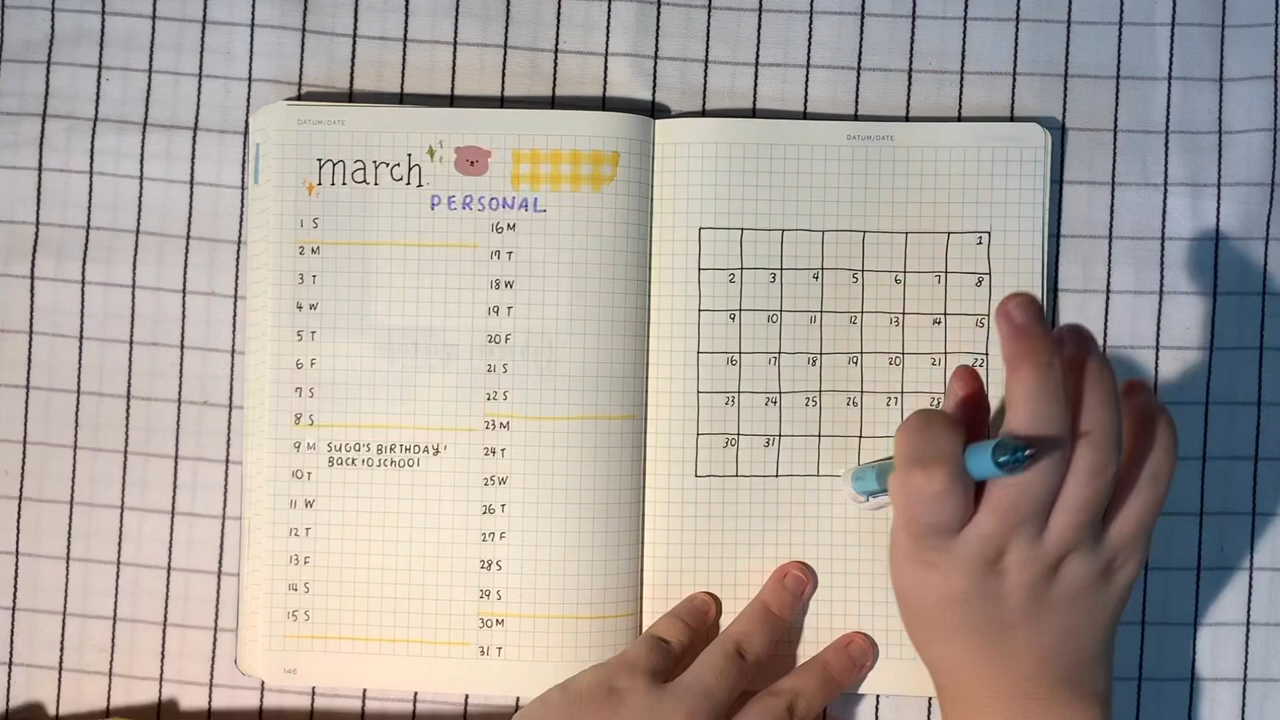 DATUM/DATE
march
PERSONAL
1 S
2 M
3 T
4 W
5 T
6 F
7 S
8 S
9 M SUGA'S BIRTHDAY!
BACK TO SCHOOL
10 T
11 W
12 T
13 F
14 S
15 S
16 M
17 T
18 W
19 T
20 F
21 S
22 S
23 M
24 T
25 W
26 T
27 F
28 S
29 S
30 M
31 T
146
DATUM/DATE
1
2 3 4 5 6 7 8
9 10 11 12 13 14 15
16 17 18 19 20 21 22
23 24 25 26 27 28
30 31